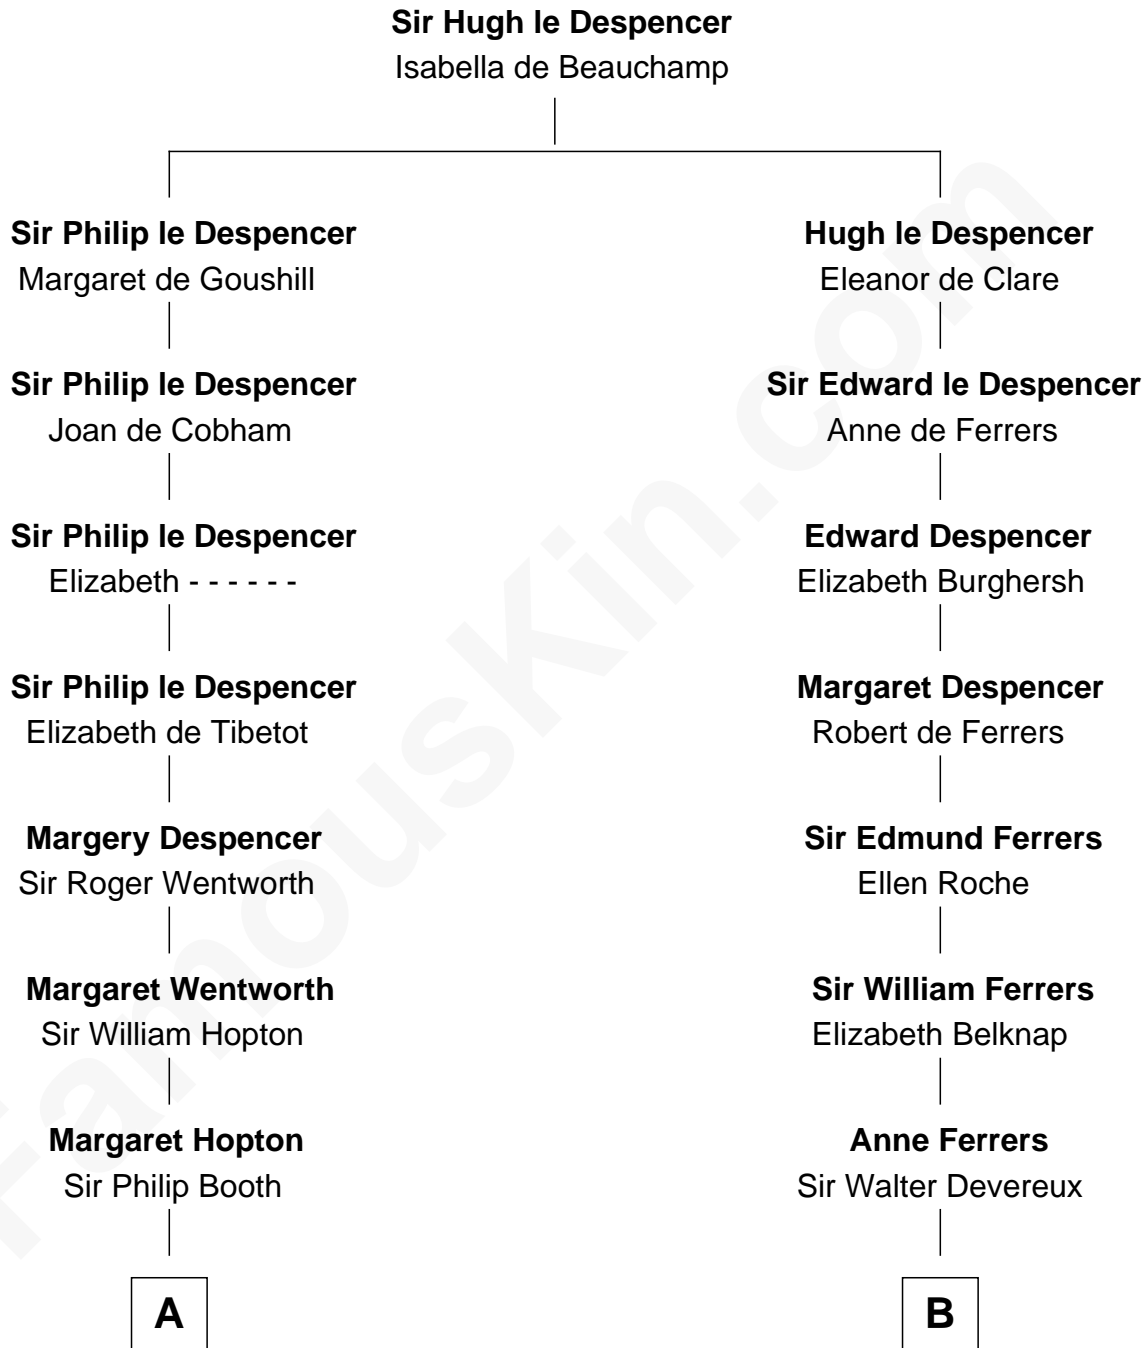 Sir Hugh le Despencer
Isabella de Beauchamp
Sir Philip le Despencer
Margaret de Goushill
Sir Philip le Despencer
Joan de Cobham
Sir Philip le Despencer
Elizabeth - - - - - -
Sir Philip le Despencer
Elizabeth de Tibetot
Margery Despencer
Sir Roger Wentworth
Margaret Wentworth
Sir William Hopton
Margaret Hopton
Sir Philip Booth
A
Hugh le Despencer
Eleanor de Clare
Sir Edward le Despencer
Anne de Ferrers
Edward Despencer
Elizabeth Burghersh
Margaret Despencer
Robert de Ferrers
Sir Edmund Ferrers
Ellen Roche
Sir William Ferrers
Elizabeth Belknap
Anne Ferrers
Sir Walter Devereux
B
FamousKin.com